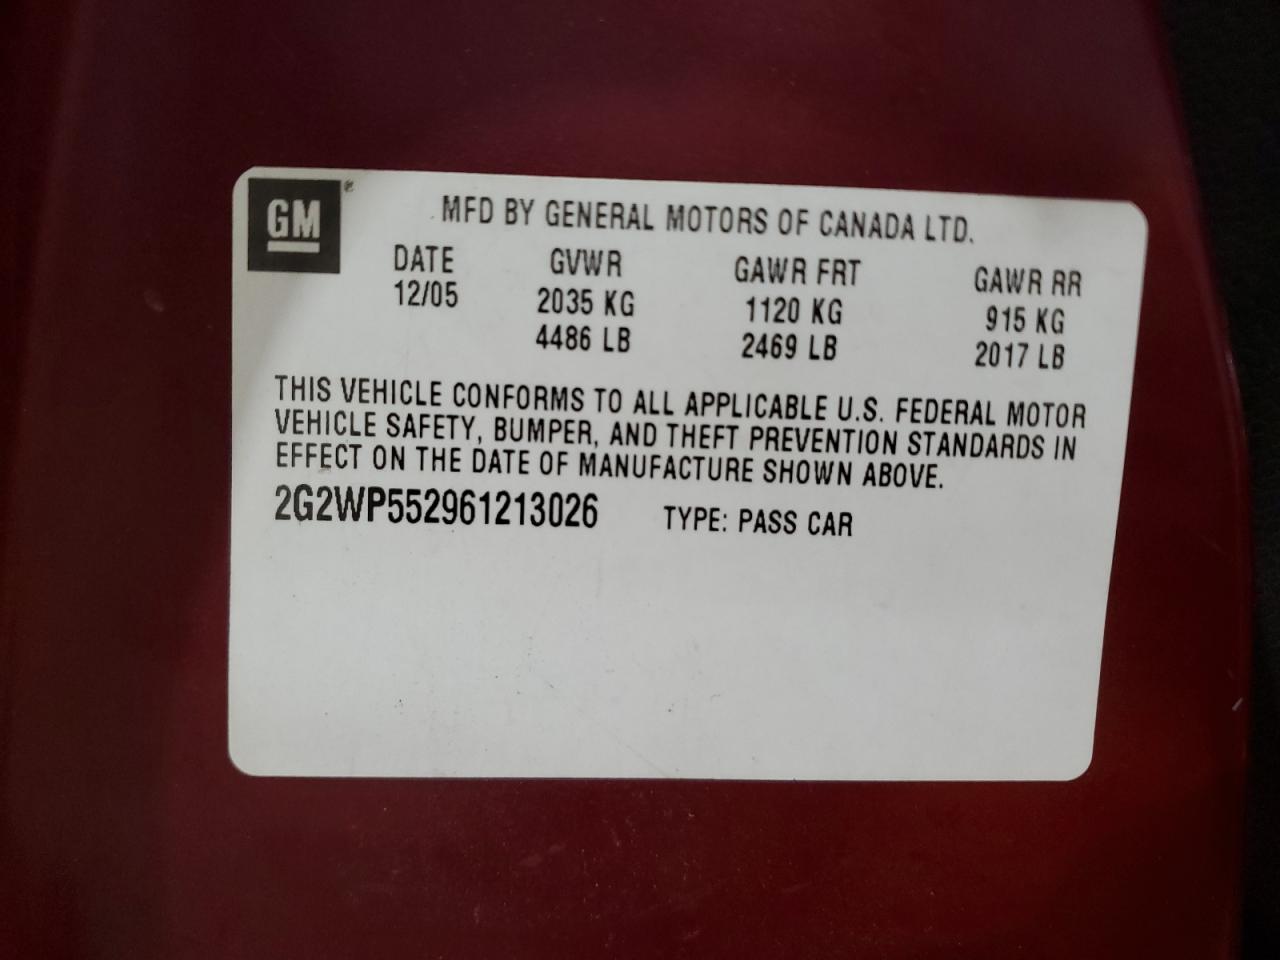 GM ®
MFD BY GENERAL MOTORS OF CANADA LTD.
DATE GVWR GAWR FRT GAWR RR
12/05 2035 KG 1120 KG 915 KG
4486 LB 2469 LB 2017 LB
THIS VEHICLE CONFORMS TO ALL APPLICABLE U.S. FEDERAL MOTOR
VEHICLE SAFETY, BUMPER, AND THEFT PREVENTION STANDARDS IN
EFFECT ON THE DATE OF MANUFACTURE SHOWN ABOVE.
2G2WP552961213026 TYPE: PASS CAR